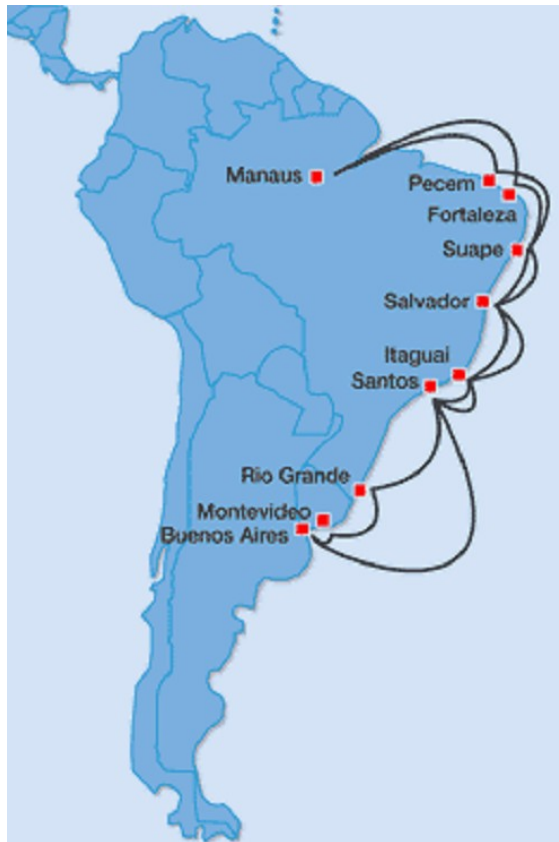 Manaus
Pecem
Fortaleza
Suape
Salvador
Itaguai
Santos
Rio Grande
Montevideo
Buenos Aires